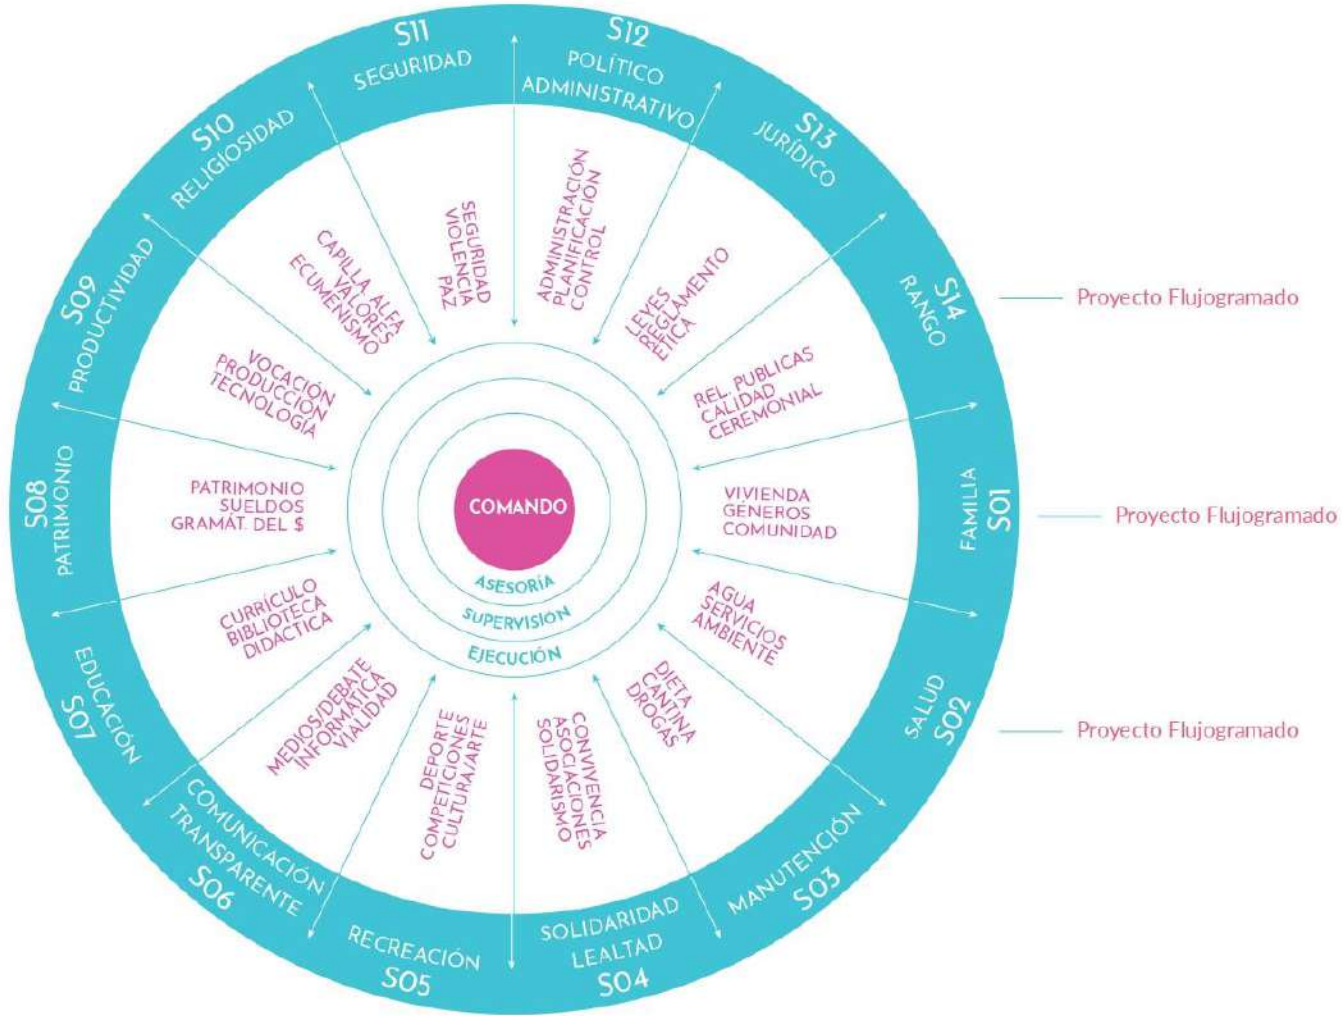 S11
SEGURIDAD
S12
POLÍTICO
ADMINISTRATIVO
S13
JURÍDICO
S14
RANGO
FAMILIA
S01
SALUD
S02
MANUTENCIÓN
S03
SOLIDARIDAD
LEALTAD
S04
RECREACIÓN
S05
COMUNICACIÓN
TRANSPARENTE
S06
EDUCACIÓN
S07
S08
PATRIMONIO
S09
PRODUCTIVIDAD
S10
RELIGIOSIDAD
SEGURIDAD
VIOLENCIA
PAZ
ADMINISTRACIÓN
PLANIFICACIÓN
CONTROL
LEYES
REGLAMENTO
ÉTICA
REL. PUBLICAS
CALIDAD
CEREMONIAL
VIVIENDA
GÉNEROS
COMUNIDAD
AGUA
SERVICIOS
AMBIENTE
DIETA
CANTINA
DROGAS
CONVIVENCIA
ASOCIACIONES
SOLIDARISMO
DEPORTE
COMPETICIONES
CULTURA/ARTE
MEDIOS/DEBATE
INFORMÁTICA
VIALIDAD
CURRÍCULO
BIBLIOTECA
DIDACTICA
PATRIMONIO
SUELDOS
GRAMÁT. DEL $
VOCACIÓN
PRODUCCIÓN
TECNOLOGÍA
CAPILLA ALFA
VALORES
ECUMENISMO
COMANDO
ASESORÍA
SUPERVISIÓN
EJECUCIÓN
Proyecto Flujogramado
Proyecto Flujogramado
Proyecto Flujogramado